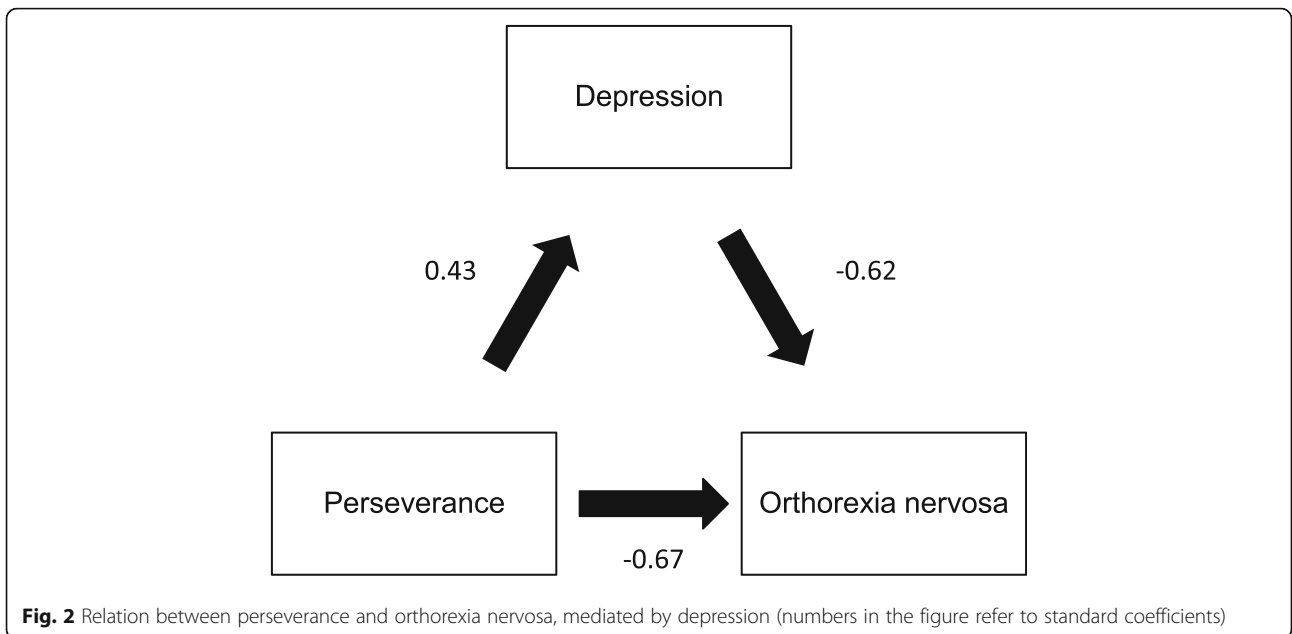 Depression
0.43
-0.62
Perseverance
Orthorexia nervosa
-0.67
Fig. 2 Relation between perseverance and orthorexia nervosa, mediated by depression (numbers in the figure refer to standard coefficients)